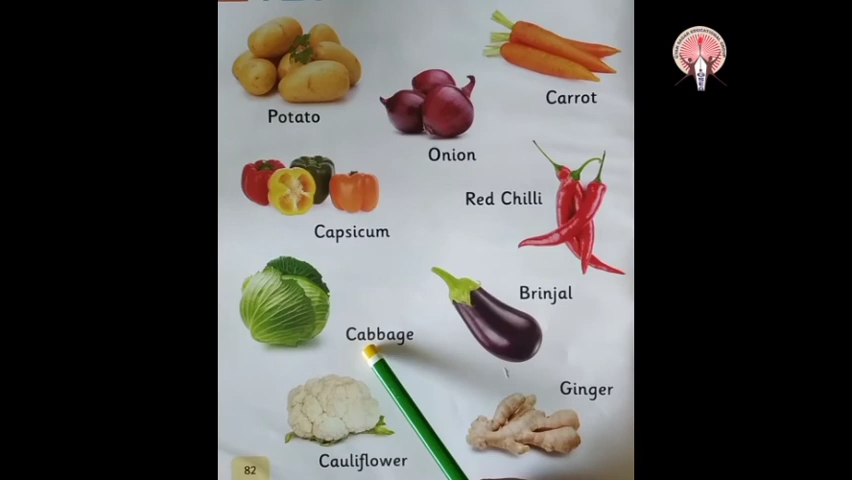 Potato
Carrot
Onion
Capsicum
Red Chilli
Cabbage
Brinjal
Cauliflower
Ginger
82